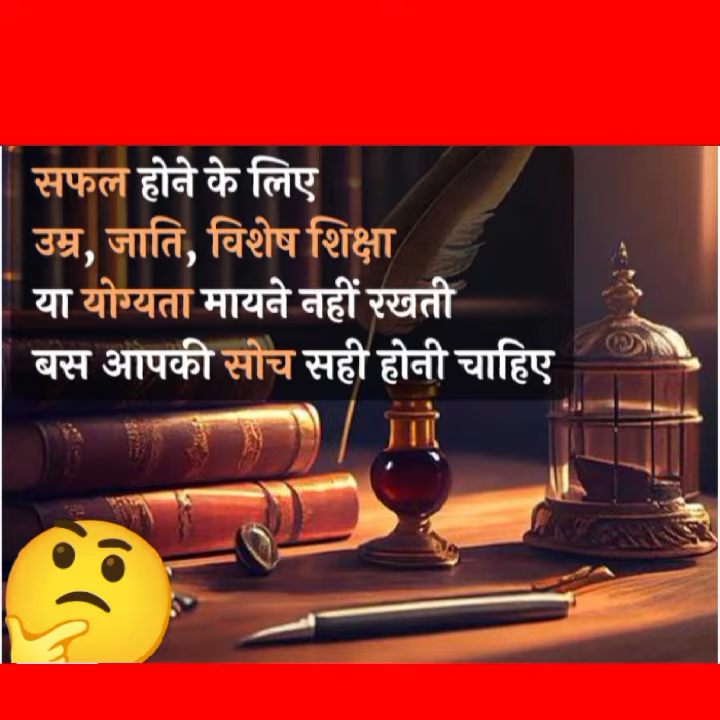 सफल होने के लिए
उम्र, जाति, विशेष शिक्षा
या योग्यता मायने नहीं रखती
बस आपकी सोच सही होनी चाहिए